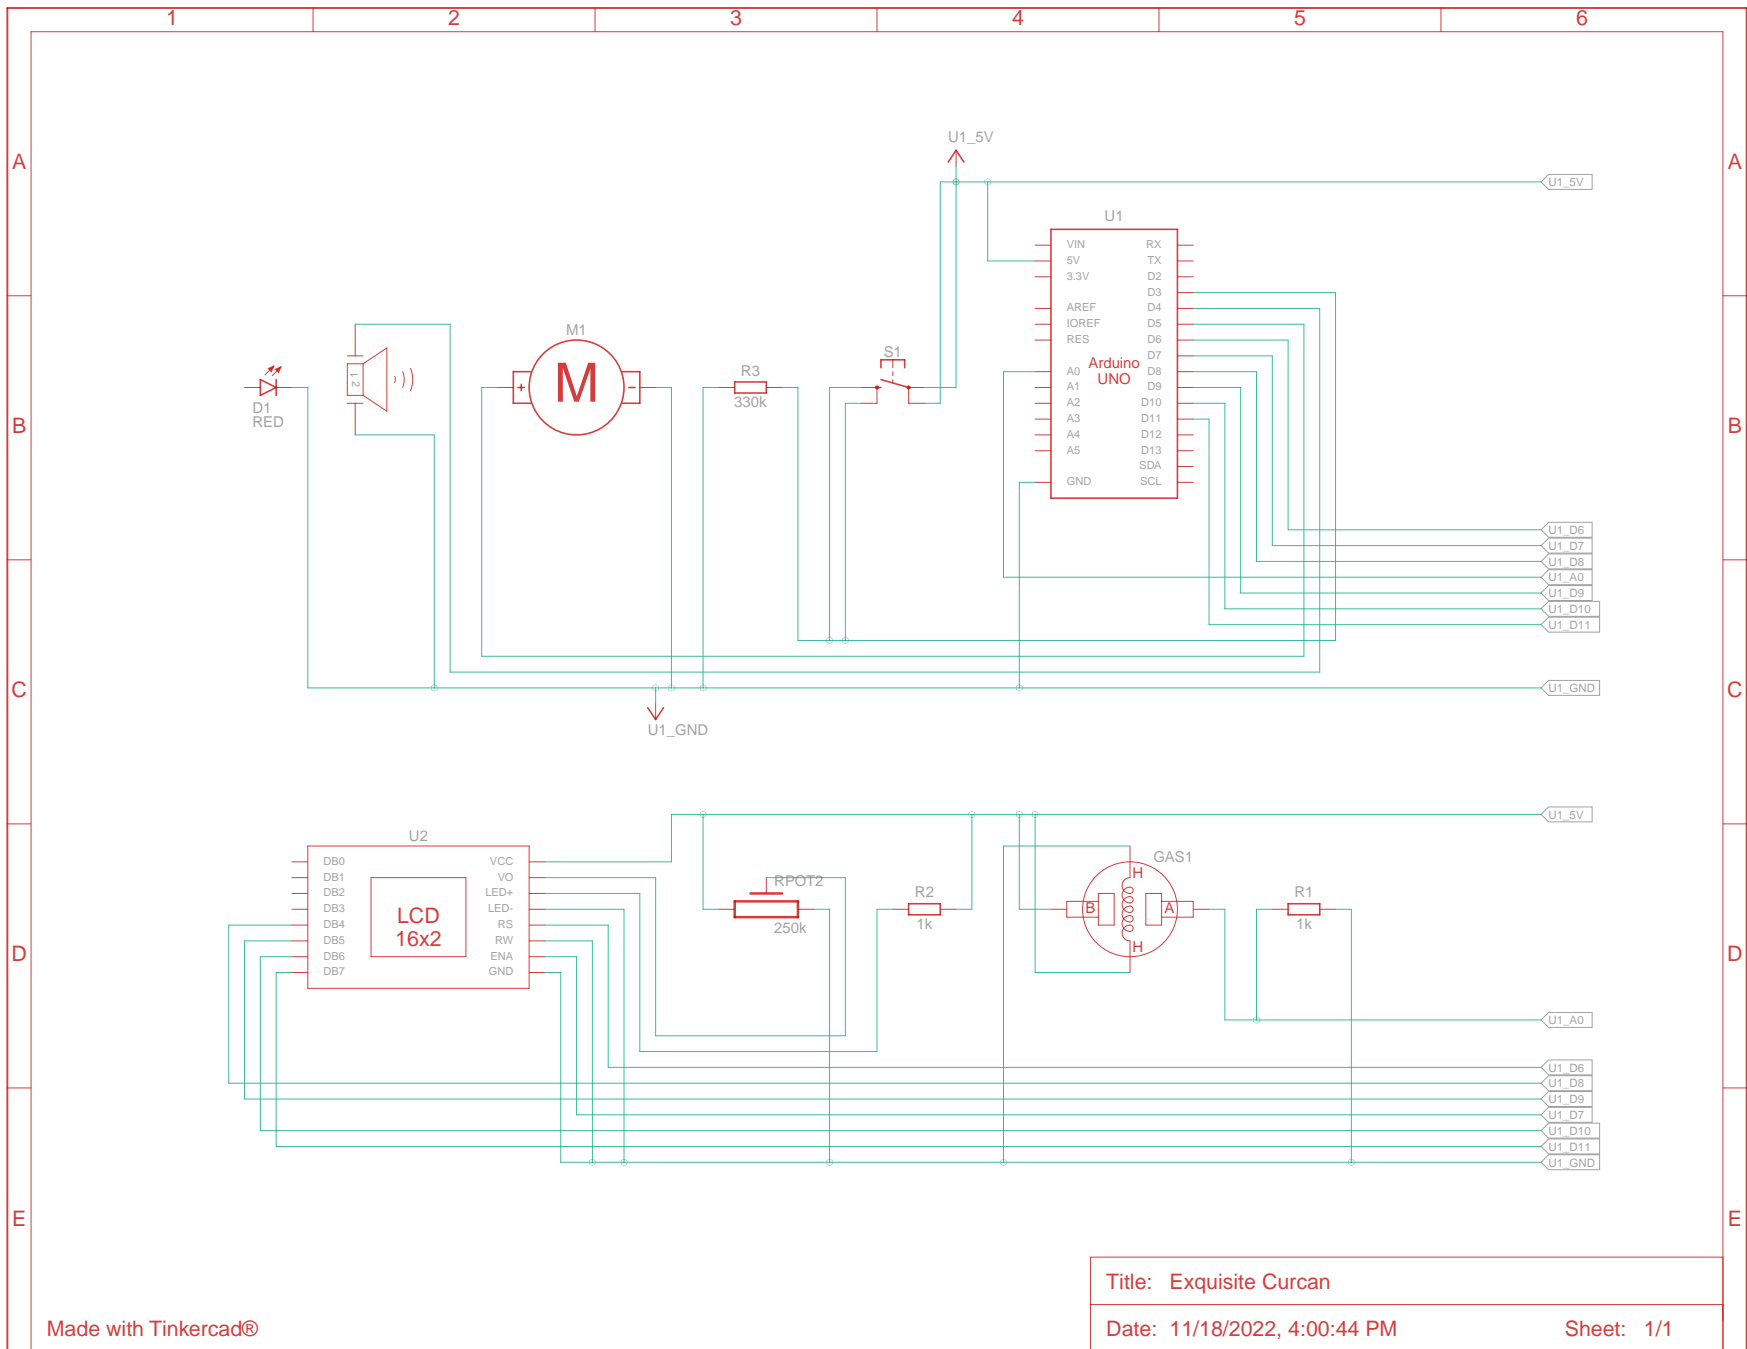 1 2 3 4 5 6
A A
B B
C C
D D
E E
U1_5V
U1_5V
U1
VIN RX
5V TX
3.3V D2
D3
AREF D4
IOREF D5
RES D6
D7
Arduino
UNO
A0 D8
A1 D9
A2 D10
A3 D11
A4 D12
A5 D13
SDA
GND SCL
D1
RED
1 2
M1
M
+ -
R3
330k
S1
U1_D6
U1_D7
U1_D8
U1_A0
U1_D9
U1_D10
U1_D11
U1_GND
U1_GND
U1_5V
U2
DB0 VCC
DB1 VO
DB2 LED+
DB3 LED-
DB4 RS
DB5 RW
DB6 ENA
DB7 GND
LCD
16x2
RPOT2
250k
R2
1k
GAS1
H
B A
H
R1
1k
U1_A0
U1_D6
U1_D8
U1_D9
U1_D7
U1_D10
U1_D11
U1_GND
Title: Exquisite Curcan
Made with Tinkercad®
Date: 11/18/2022, 4:00:44 PM Sheet: 1/1